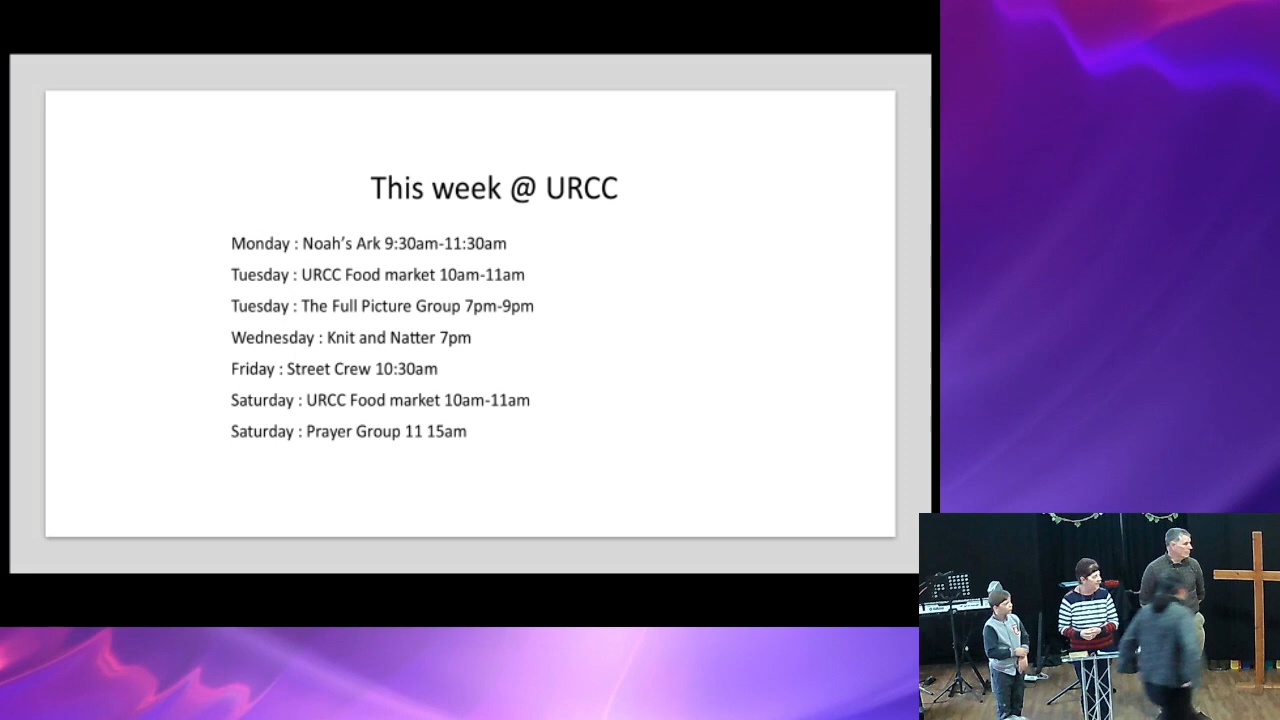 This week @ URCC
Monday : Noah’s Ark 9:30am-11:30am
Tuesday : URCC Food market 10am-11am
Tuesday : The Full Picture Group 7pm-9pm
Wednesday : Knit and Natter 7pm
Friday : Street Crew 10:30am
Saturday : URCC Food market 10am-11am
Saturday : Prayer Group 11 15am